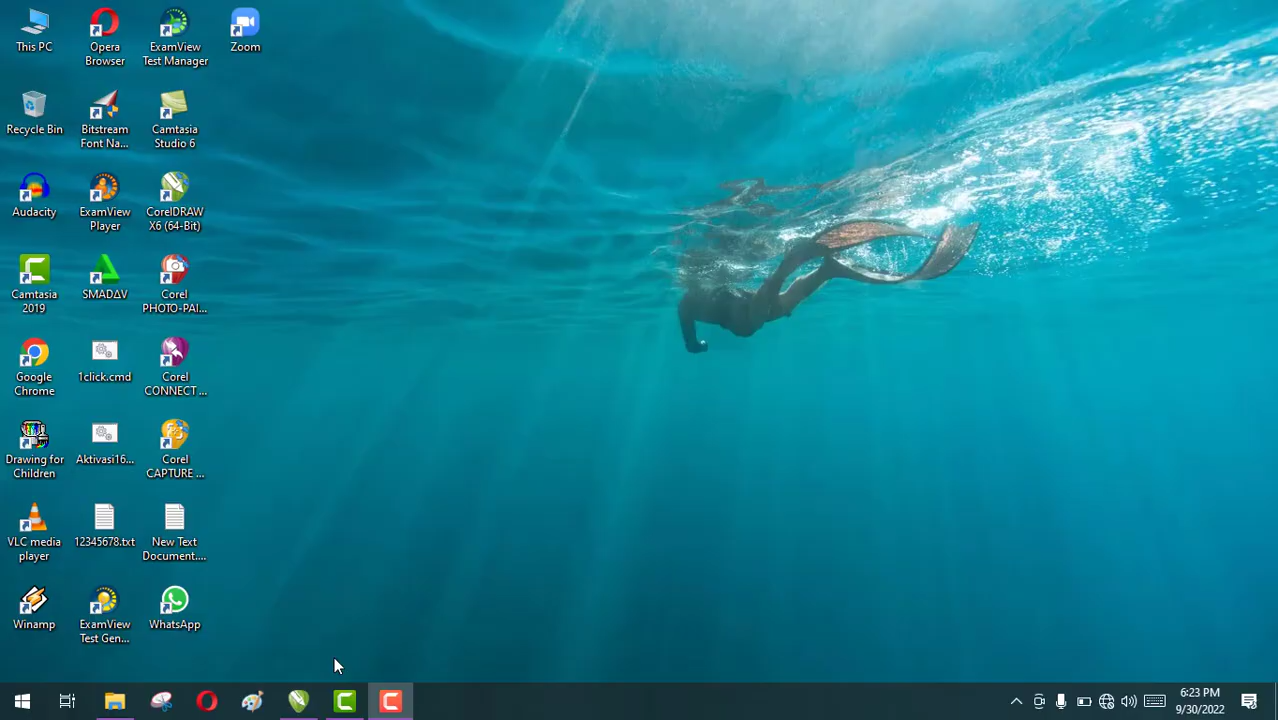 This PC
Opera
Browser
ExamView
Test Manager
Zoom
Recycle Bin
Bitstream
Font Na...
Camtasia
Studio 6
Audacity
ExamView
Player
CorelDRAW
X6 (64-Bit)
Camtasia
2019
SMADΔV
Corel
PHOTO-PAI...
Google
Chrome
1click.cmd
Corel
CONNECT ...
Drawing for
Children
Aktivasi16...
Corel
CAPTURE ...
VLC media
player
12345678.txt
New Text
Document....
Winamp
ExamView
Test Gen...
WhatsApp
6:23 PM
9/30/2022